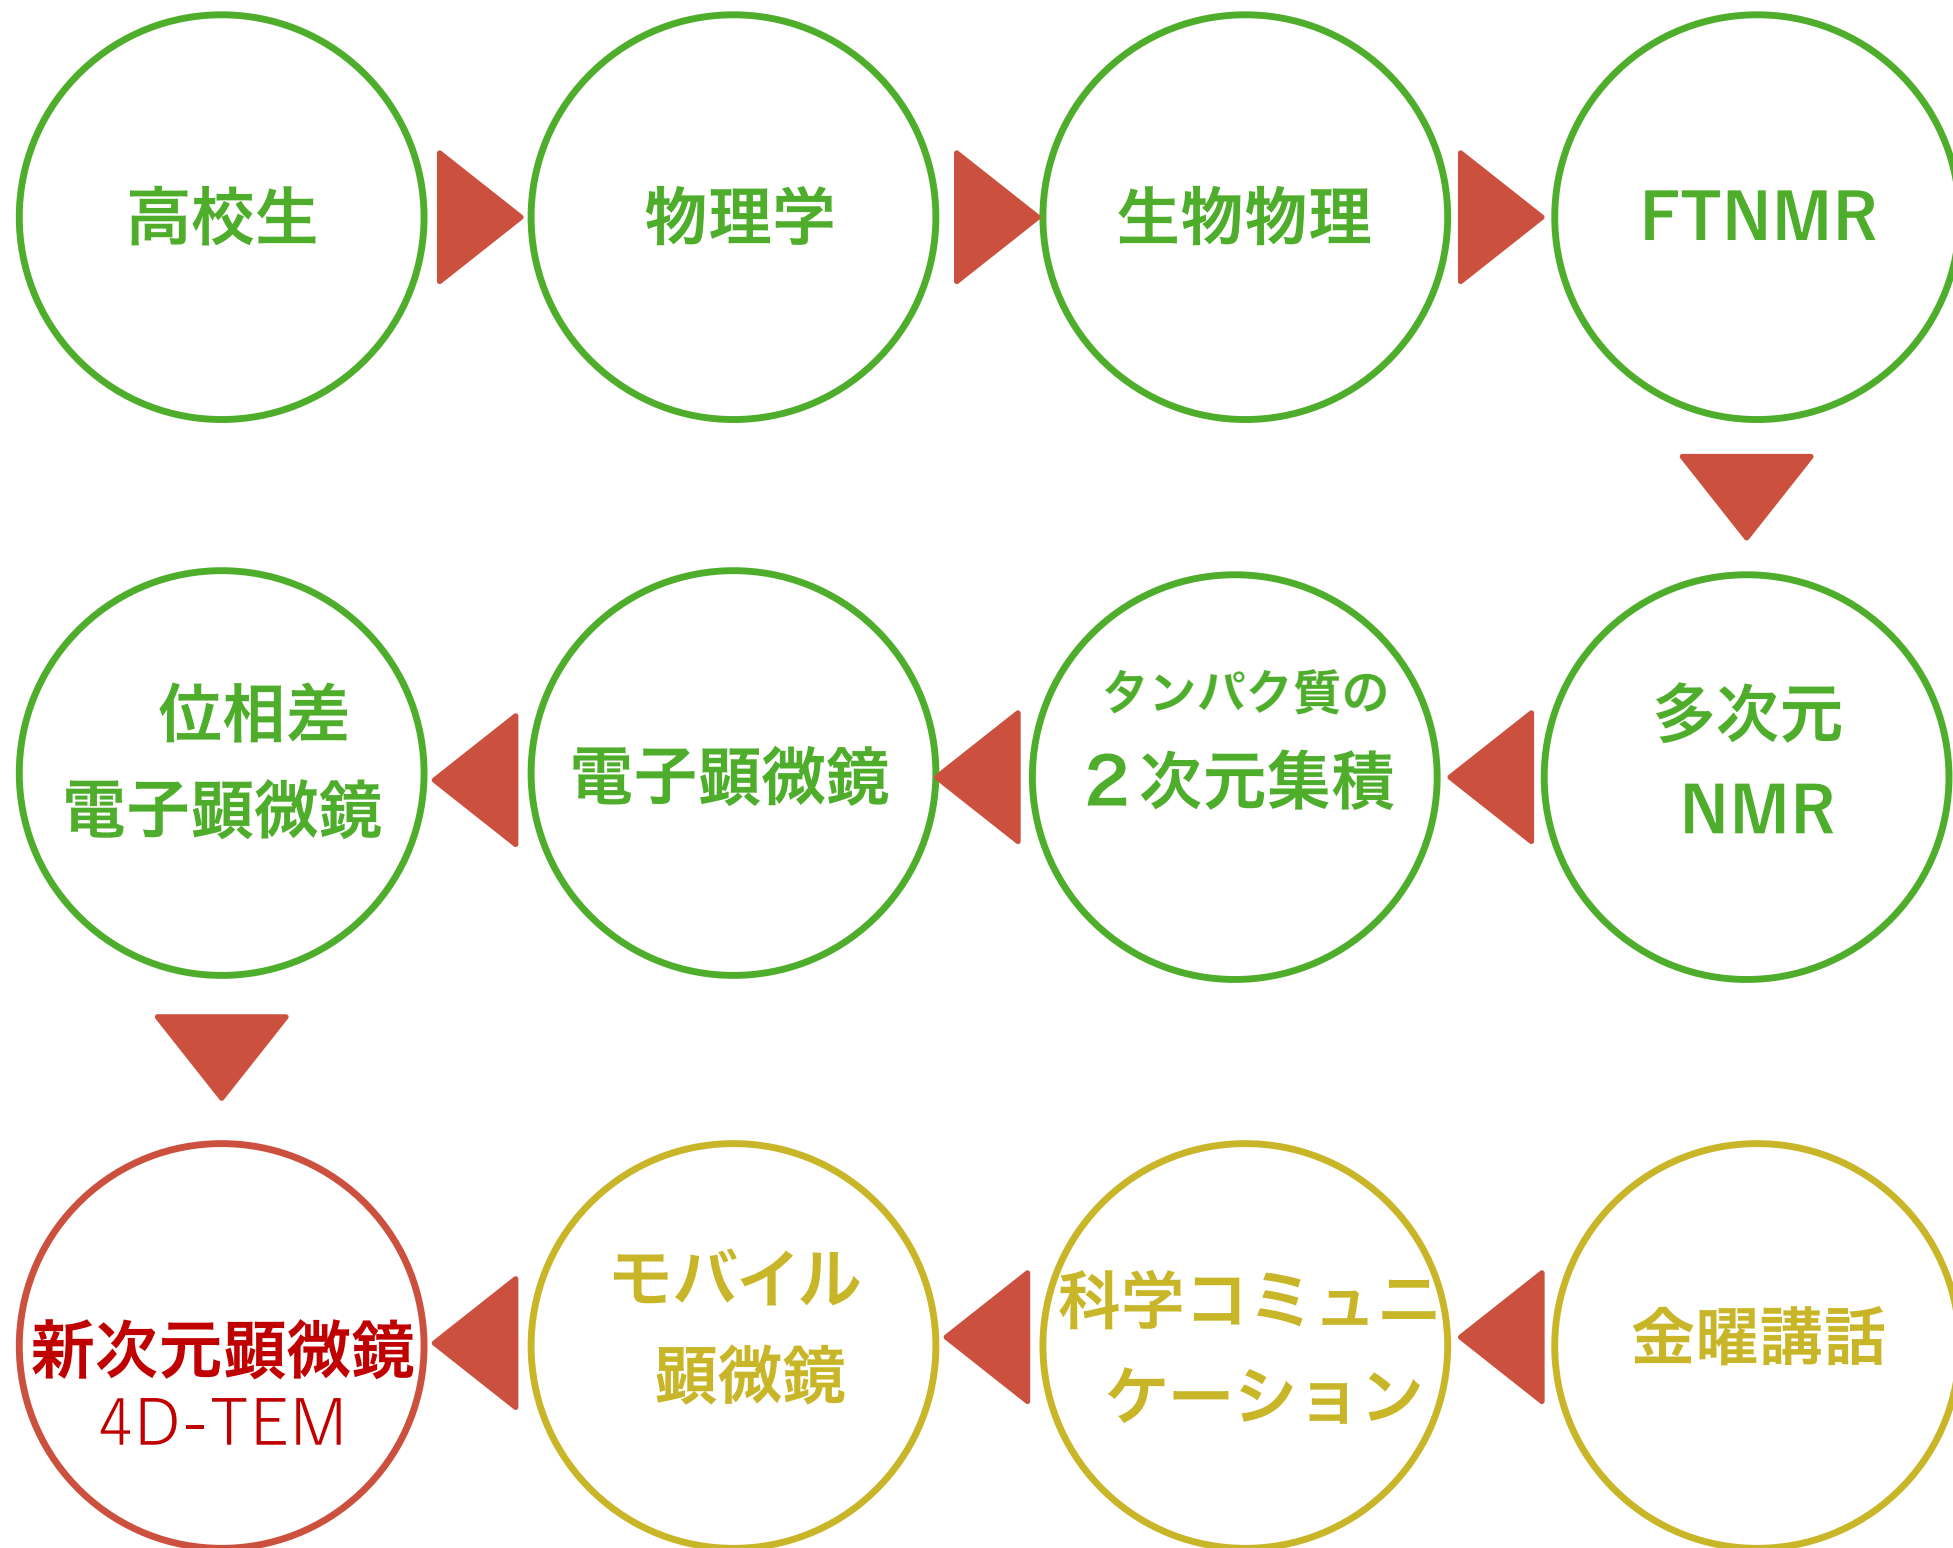 高校生
物理学
生物物理
FTNMR
位相差
電子顕微鏡
電子顕微鏡
タンパク質の
２次元集積
多次元
NMR
新次元顕微鏡
4D-TEM
モバイル
顕微鏡
科学コミュニ
ケーション
金曜講話